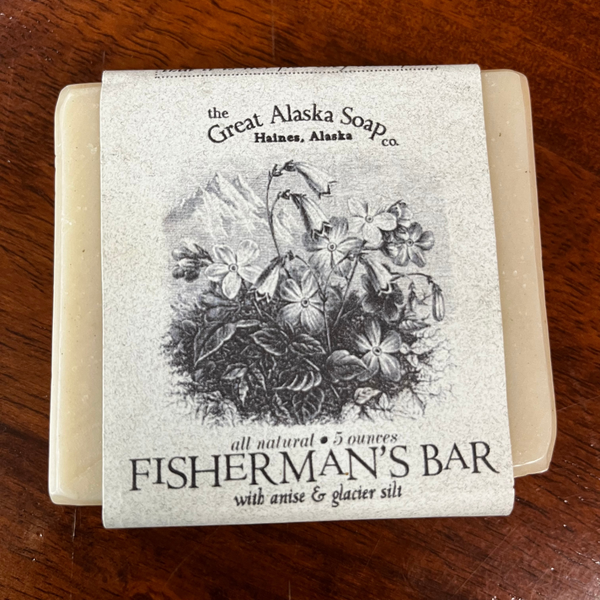 the
Great Alaska Soap co.
Haines, Alaska
all natural • 5 ounces
FISHERMAN'S BAR
with anise & glacier silt